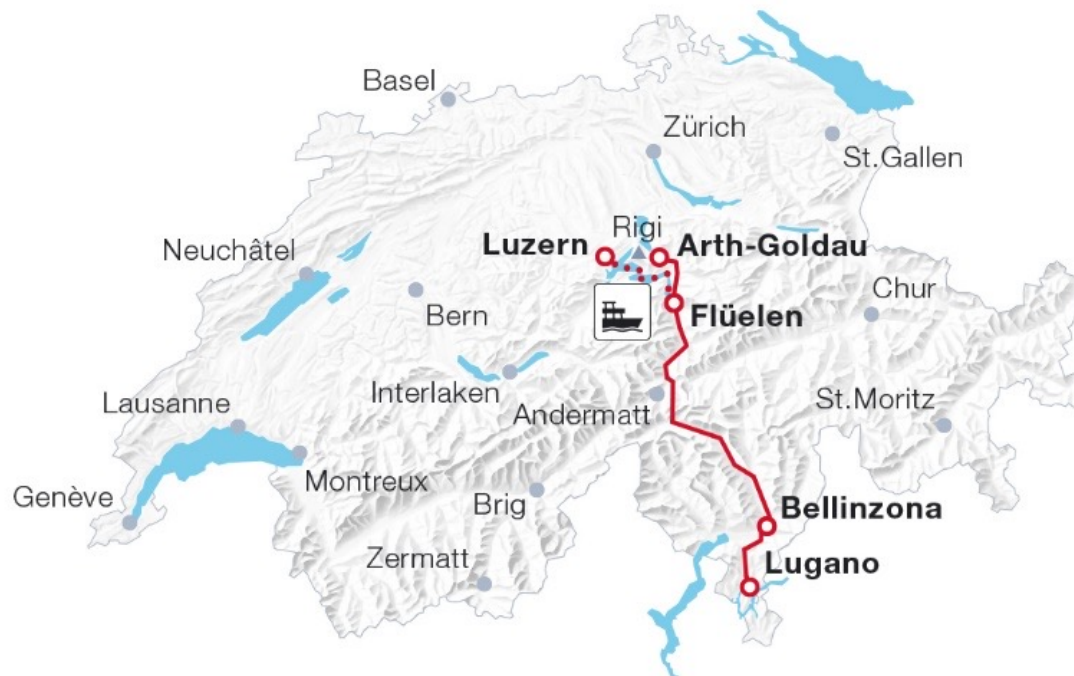 Basel
Zürich
St.Gallen
Rigi
Luzern
Arth-Goldau
Neuchâtel
Chur
Bern
Flüelen
Interlaken
Andermatt
St.Moritz
Lausanne
Montreux
Genève
Brig
Bellinzona
Zermatt
Lugano